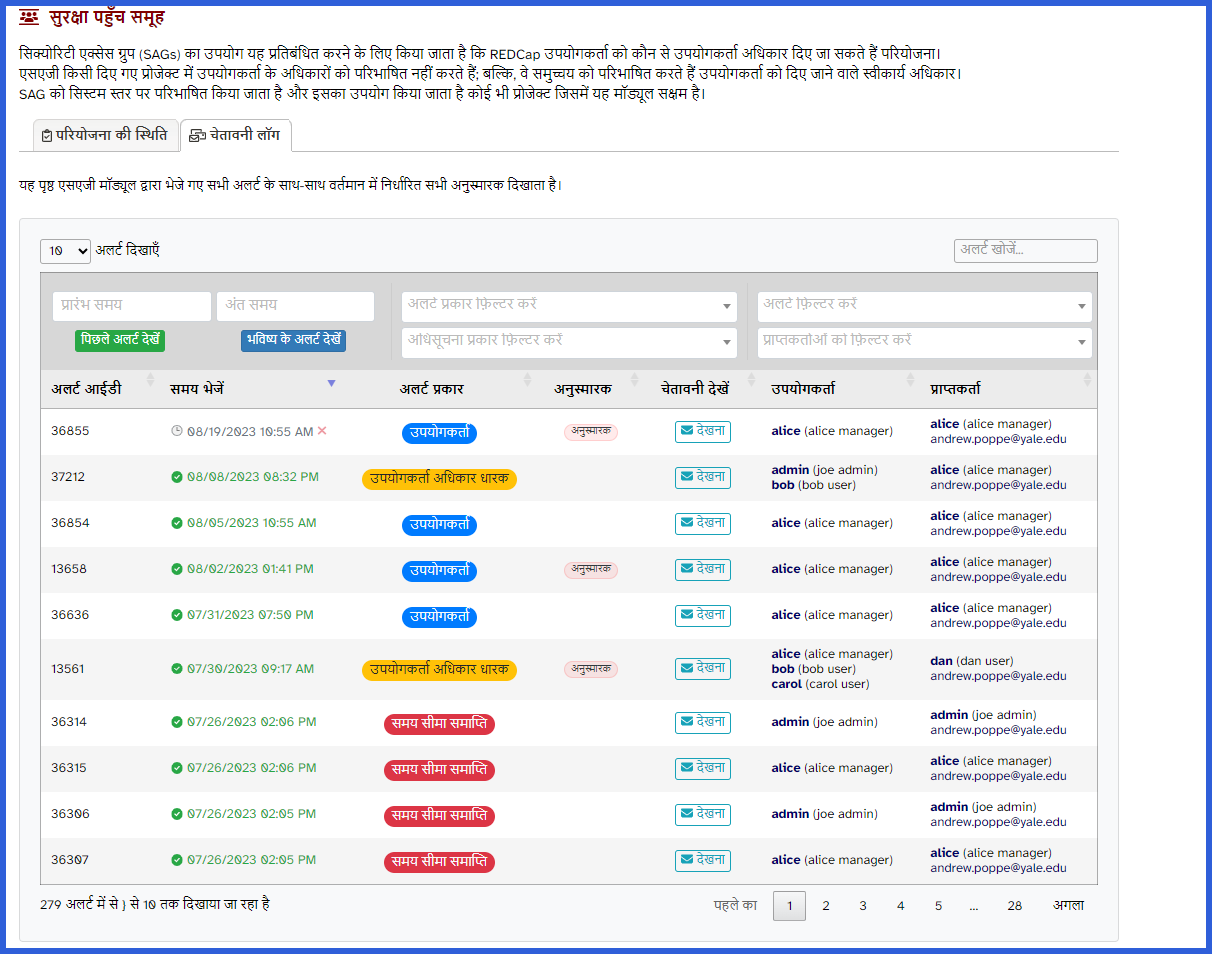 सुरक्षा पहुँच समूह
सिक्योरिटी एक्सेस ग्रुप (SAGs) का उपयोग यह प्रतिबंधित करने के लिए किया जाता है कि REDCap उपयोगकर्ता को कौन से उपयोगकर्ता अधिकार दिए जा सकते हैं परियोजना।
एसएजी किसी दिए गए प्रोजेक्ट में उपयोगकर्ता के अधिकारों को परिभाषित नहीं करते हैं; बल्कि, वे समुच्चय को परिभाषित करते हैं उपयोगकर्ता को दिए जाने वाले स्वीकार्य अधिकार।
SAG को सिस्टम स्तर पर परिभाषित किया जाता है और इसका उपयोग किया जाता है कोई भी प्रोजेक्ट जिसमें यह मॉड्यूल सक्षम है।
परियोजना की स्थिति चेतावनी लॉग
यह पृष्ठ एसएजी मॉड्यूल द्वारा भेजे गए सभी अलर्ट के साथ-साथ वर्तमान में निर्धारित सभी अनुस्मारक दिखाता है।
10 अलर्ट दिखाएँ अलर्ट खोजें...
प्रारंभ समय अंत समय अलर्ट प्रकार फ़िल्टर करें अलर्ट फ़िल्टर करें
पिछले अलर्ट देखें भविष्य के अलर्ट देखें अधिसूचना प्रकार फ़िल्टर करें प्राप्तकर्ताओं को फ़िल्टर करें
अलर्ट आईडी समय भेजें अलर्ट प्रकार अनुस्मारक चेतावनी देखें उपयोगकर्ता प्राप्तकर्ता
36855 08/19/2023 10:55 AM उपयोगकर्ता अनुस्मारक देखना alice (alice manager) alice (alice manager)
andrew.poppe@yale.edu
37212 08/08/2023 08:32 PM उपयोगकर्ता अधिकार धारक देखना admin (joe admin) alice (alice manager)
bob (bob user) andrew.poppe@yale.edu
36854 08/05/2023 10:55 AM उपयोगकर्ता देखना alice (alice manager) alice (alice manager)
andrew.poppe@yale.edu
13658 08/02/2023 01:41 PM उपयोगकर्ता अनुस्मारक देखना alice (alice manager) alice (alice manager)
andrew.poppe@yale.edu
36636 07/31/2023 07:50 PM उपयोगकर्ता देखना alice (alice manager) alice (alice manager)
andrew.poppe@yale.edu
13561 07/30/2023 09:17 AM उपयोगकर्ता अधिकार धारक अनुस्मारक देखना alice (alice manager) dan (dan user)
bob (bob user) andrew.poppe@yale.edu
carol (carol user)
36314 07/26/2023 02:06 PM समय सीमा समाप्ति देखना admin (joe admin) admin (joe admin)
andrew.poppe@yale.edu
36315 07/26/2023 02:06 PM समय सीमा समाप्ति देखना alice (alice manager) alice (alice manager)
andrew.poppe@yale.edu
36306 07/26/2023 02:05 PM समय सीमा समाप्ति देखना admin (joe admin) admin (joe admin)
andrew.poppe@yale.edu
36307 07/26/2023 02:05 PM समय सीमा समाप्ति देखना alice (alice manager) alice (alice manager)
andrew.poppe@yale.edu
279 अलर्ट में से } से 10 तक दिखाया जा रहा है पहले का 1 2 3 4 5 ... 28 अगला